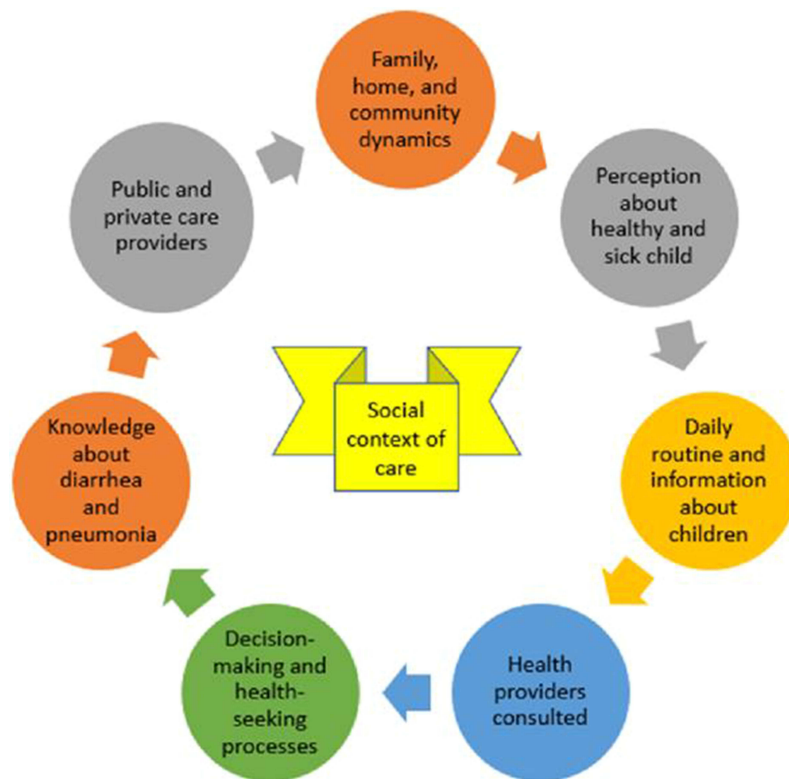 Family,
home, and
community
dynamics
Perception
about
healthy and
sick child
Daily
routine and
information
about
children
Health
providers
consulted
Decision-
making and
health-
seeking
processes
Knowledge
about
diarrhea
and
pneumonia
Public and
private care
providers
Social
context of
care